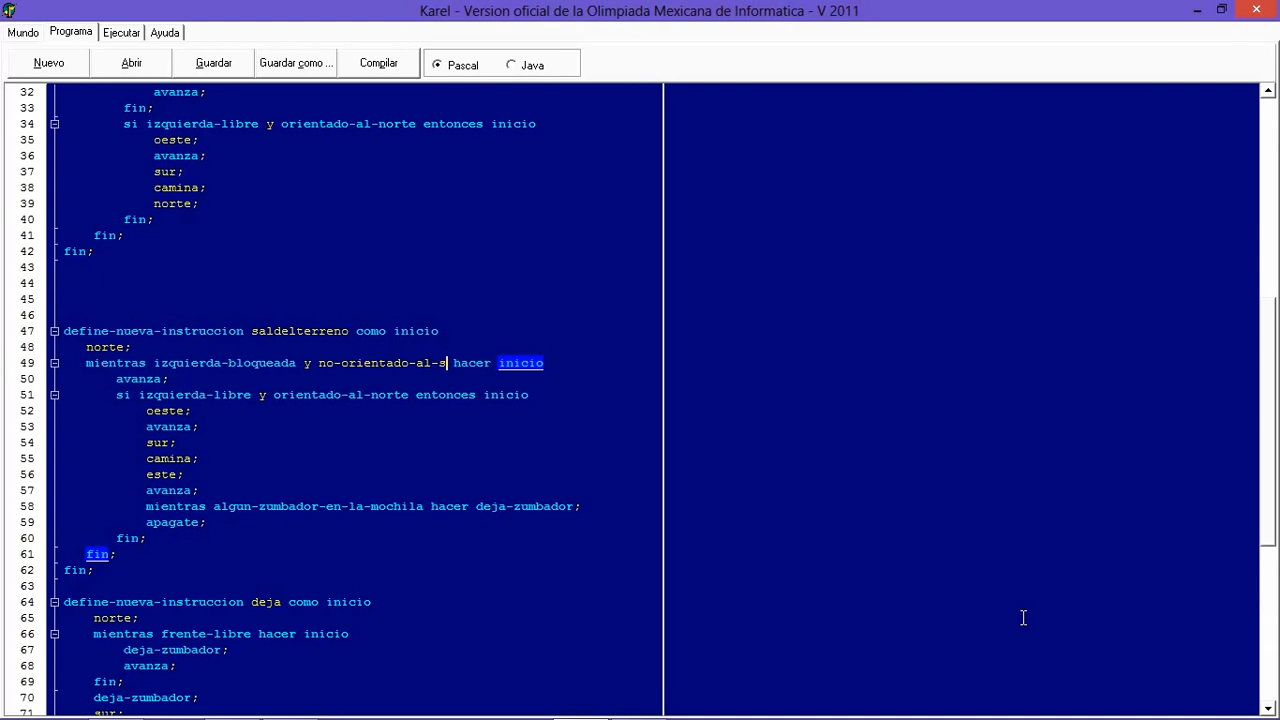 Karel - Version oficial de la Olimpiada Mexicana de Informatica - V 2011
Mundo Programa Ejecutar Ayuda
Nuevo Abrir Guardar Guardar como ... Compilar Pascal Java
32 avanza;
33 fin;
34 si izquierda-libre y orientado-al-norte entonces inicio
35 oeste;
36 avanza;
37 sur;
38 camina;
39 norte;
40 fin;
41 fin;
42 fin;
43
44
45
46
47 define-nueva-instruccion saldelterreno como inicio
48 norte;
49 mientras izquierda-bloqueada y no-orientado-al-s hacer inicio
50 avanza;
51 si izquierda-libre y orientado-al-norte entonces inicio
52 oeste;
53 avanza;
54 sur;
55 camina;
56 este;
57 avanza;
58 mientras algun-zumbador-en-la-mochila hacer deja-zumbador;
59 apagate;
60 fin;
61 fin;
62 fin;
63
64 define-nueva-instruccion deja como inicio
65 norte;
66 mientras frente-libre hacer inicio
67 deja-zumbador;
68 avanza;
69 fin;
70 deja-zumbador;
71 sur;